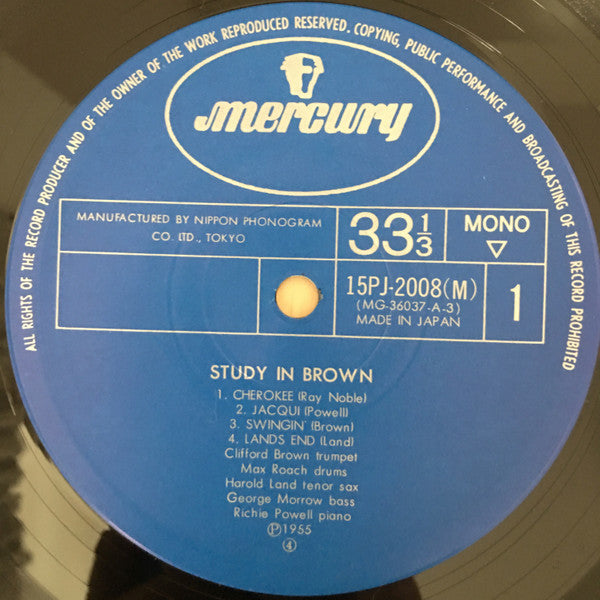 ALL RIGHTS OF THE RECORD PRODUCER AND OF THE OWNER OF THE WORK REPRODUCED RESERVED. COPYING, PUBLIC PERFORMANCE AND BROADCASTING OF THIS RECORD PROHIBITED
mercury
MANUFACTURED BY NIPPON PHONOGRAM
CO. LTD., TOKYO
33 1/3
MONO
▽
15PJ-2008(M)
(MG-36037-A-3)
MADE IN JAPAN
1
STUDY IN BROWN
1. CHEROKEE (Ray Noble)
2. JACQUI (Powell)
3. SWINGIN' (Brown)
4. LANDS END (Land)
Clifford Brown trumpet
Max Roach drums
Harold Land tenor sax
George Morrow bass
Richie Powell piano
Ⓟ1955
④